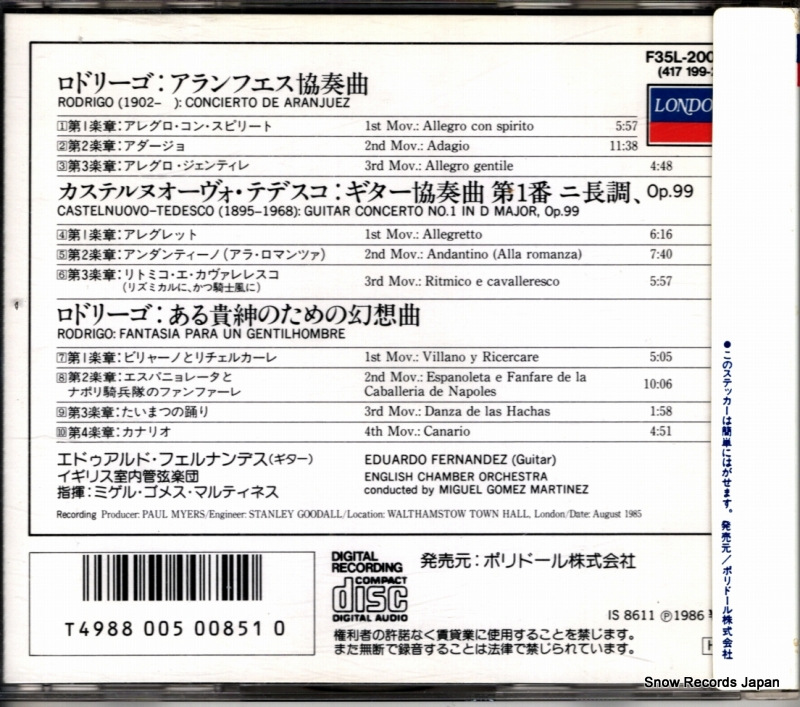 F35L-200
(417 199-
LONDO
ロドリーゴ:アランフエス協奏曲
RODRIGO (1902– ): CONCIERTO DE ARANJUEZ
①第1楽章:アレグロ・コン・スピリート 1st Mov.: Allegro con spirito 5:57
②第2楽章:アダージョ 2nd Mov.: Adagio 11:38
③第3楽章:アレグロ・ジェンティレ 3rd Mov.: Allegro gentile 4:48
カステルヌオーヴォ・テデスコ:ギター協奏曲 第1番 ニ長調、Op.99
CASTELNUOVO–TEDESCO (1895–1968): GUITAR CONCERTO NO.1 IN D MAJOR, Op.99
④第1楽章:アレグレット 1st Mov.: Allegretto 6:16
⑤第2楽章:アンダンティーノ(アラ・ロマンツァ) 2nd Mov.: Andantino (Alla romanza) 7:40
⑥第3楽章:リトミコ・エ・カヴァレレスコ 3rd Mov.: Ritmico e cavalleresco 5:57
(リズミカルに、かつ騎士風に)
ロドリーゴ:ある貴紳のための幻想曲
RODRIGO: FANTASIA PARA UN GENTILHOMBRE
⑦第1楽章:ビリャーノとリチェルカーレ 1st Mov.: Villano y Ricercare 5:05
⑧第2楽章:エスパニョレータと 2nd Mov.: Espanoleta e Fanfare de la
ナポリ騎兵隊のファンファーレ Caballeria de Napoles 10:06
⑨第3楽章:たいまつの踊り 3rd Mov.: Danza de las Hachas 1:58
⑩第4楽章:カナリオ 4th Mov.: Canario 4:51
エドゥアルド・フェルナンデス(ギター) EDUARDO FERNANDEZ (Guitar)
イギリス室内管弦楽団 ENGLISH CHAMBER ORCHESTRA
指揮:ミゲル・ゴメス・マルティネス conducted by MIGUEL GOMEZ MARTINEZ
Recording Producer: PAUL MYERS/Engineer: STANLEY GOODALL/Location: WALTHAMSTOW TOWN HALL, London/Date: August 1985
T4988 005 00851 0
DIGITAL
RECORDING
COMPACT
disc
DIGITAL AUDIO
発売元:ポリドール株式会社
IS 8611 Ⓟ1986
権利者の許諾なく賃貸業に使用することを禁じます。
また無断で録音することは法律で禁じられています。
●このステッカーは簡単にはがせます。 発売元/ポリドール株式会社
Snow Records Japan